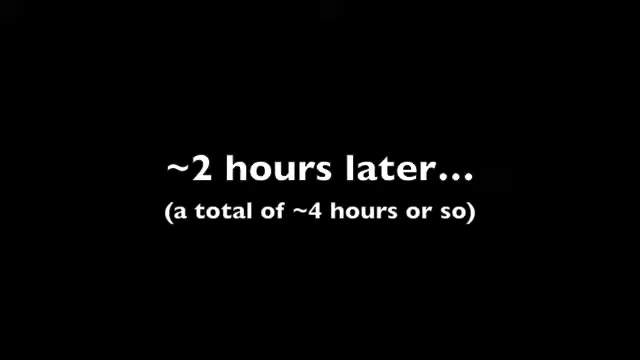 ~2 hours later...
(a total of ~4 hours or so)